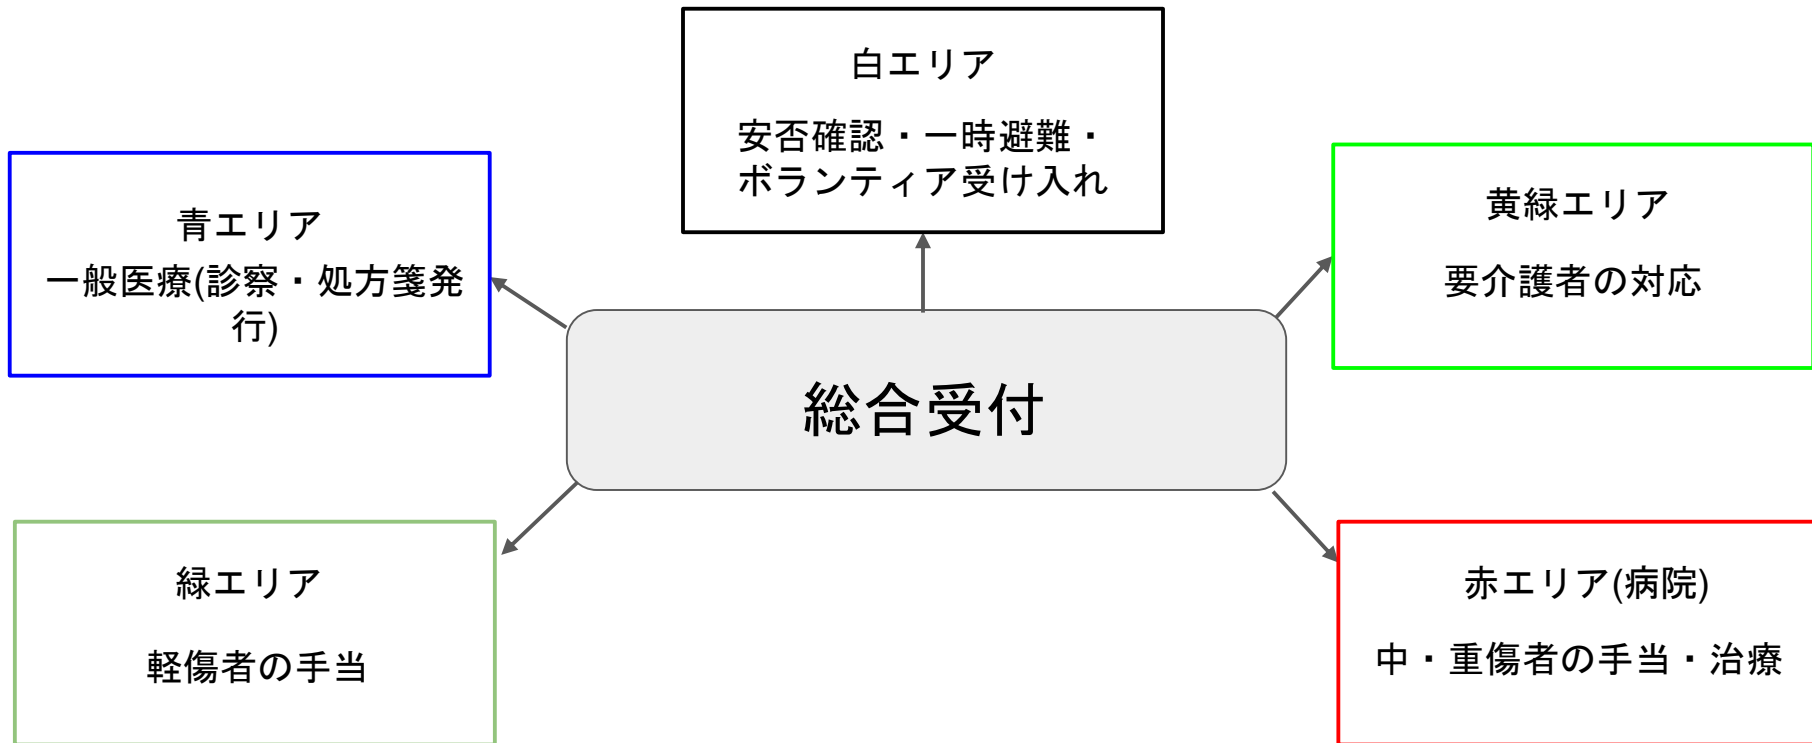 白エリア
安否確認・一時避難・
ボランティア受け入れ
青エリア
一般医療(診察・処方箋発
行)
黄緑エリア
要介護者の対応
総合受付
緑エリア
軽傷者の手当
赤エリア(病院)
中・重傷者の手当・治療